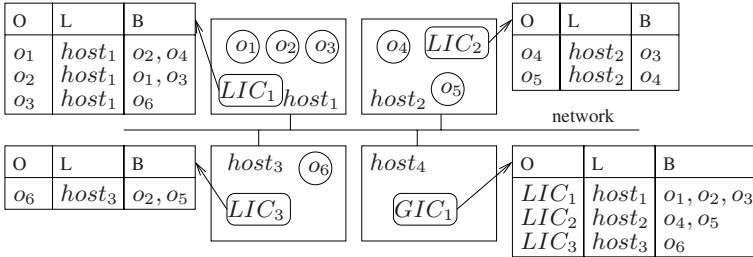 O L B
o₁ host₁ o₂, o₄
o₂ host₁ o₁, o₃
o₃ host₁ o₆
o₁ o₂ o₃
LIC₁ host₁
o₄ LIC₂
o₅
host₂
O L B
o₄ host₂ o₃
o₅ host₂ o₄
network
O L B
o₆ host₃ o₂, o₅
host₃ o₆
LIC₃
host₄
GIC₁
O L B
LIC₁ host₁ o₁, o₂, o₃
LIC₂ host₂ o₄, o₅
LIC₃ host₃ o₆